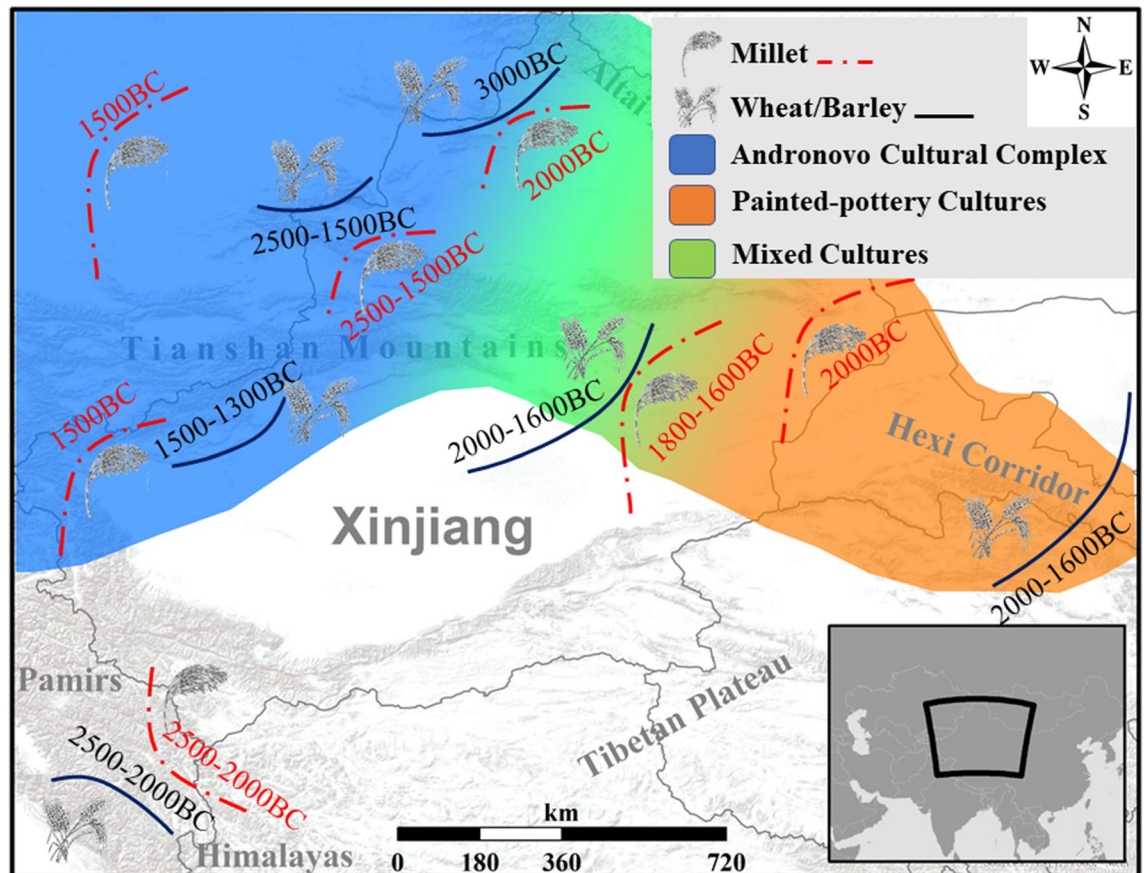 3000BC
Altai
Millet
Wheat/Barley
Andronovo Cultural Complex
Painted-pottery Cultures
Mixed Cultures
N
W
E
S
1500BC
2000BC
2500-1500BC
2500-1500BC
Tianshan Mountains
1500BC
1500-1300BC
2000-1600BC
1800-1600BC
2000BC
Hexi Corridor
2000-1600BC
Xinjiang
Pamirs
2500-2000BC
2500-2000BC
Himalayas
Tibetan Plateau
km
0 180 360 720